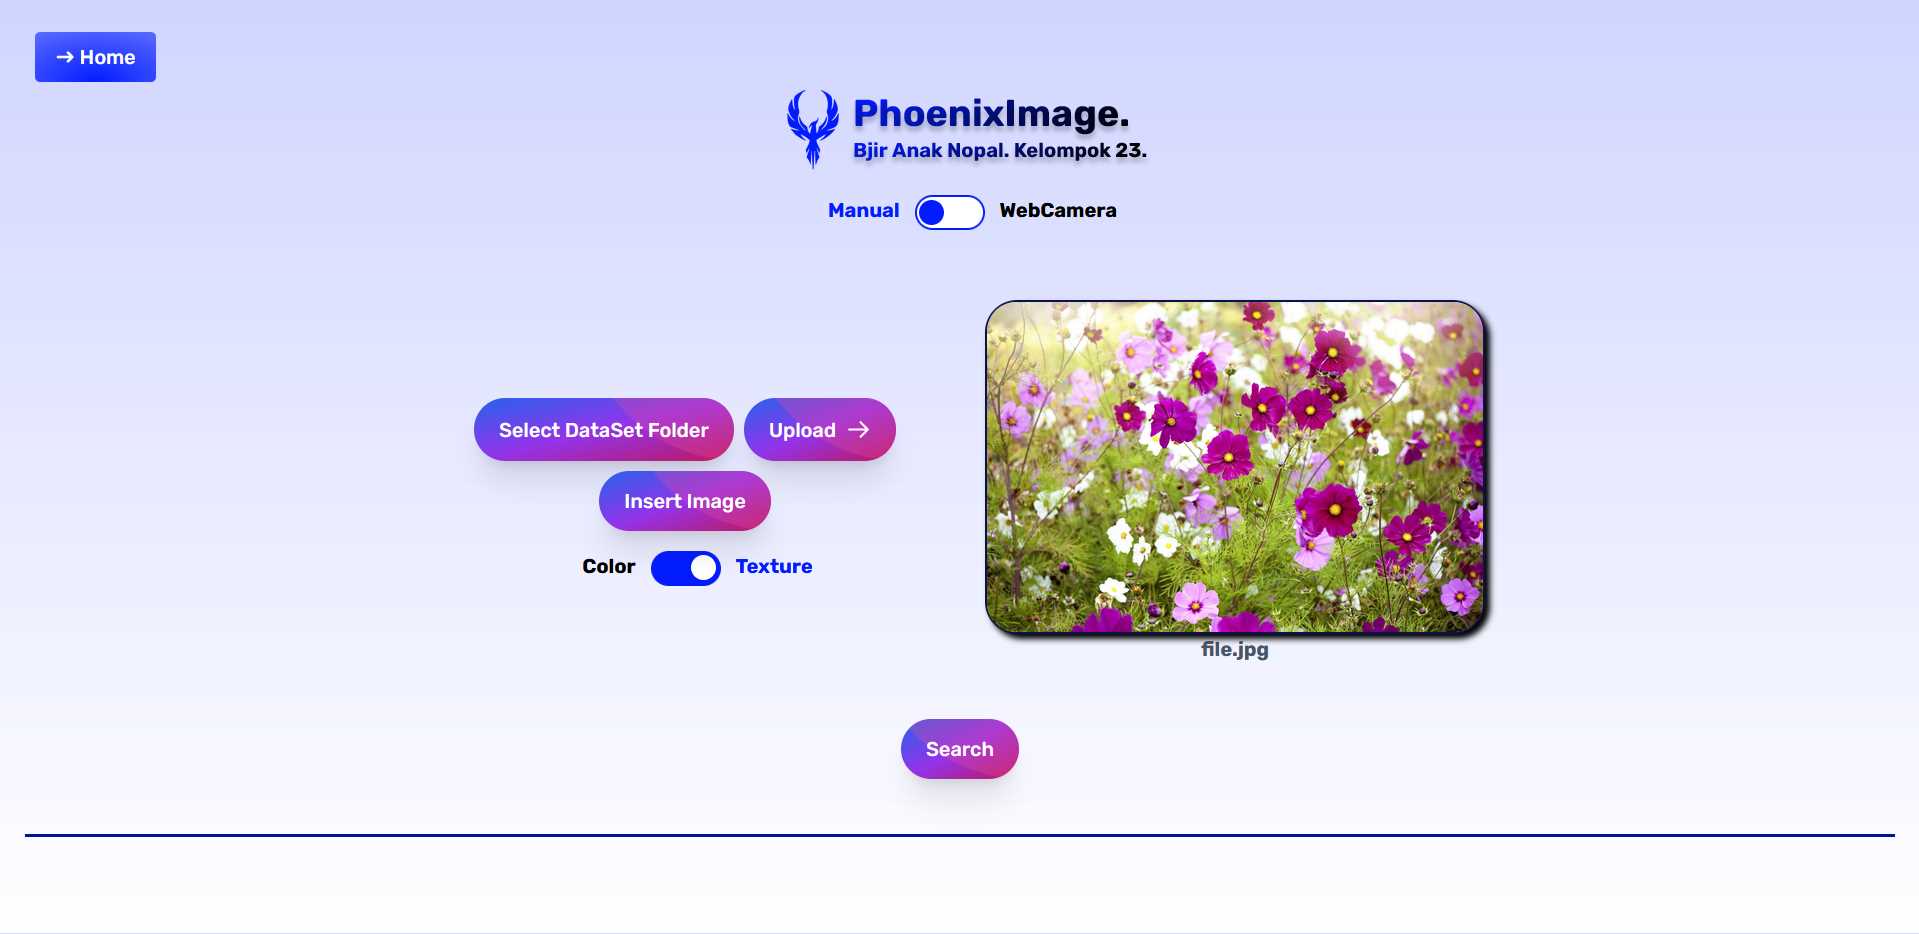 → Home
PhoenixImage.
Bjir Anak Nopal. Kelompok 23.
Manual WebCamera
Select DataSet Folder Upload →
Insert Image
Color Texture
file.jpg
Search